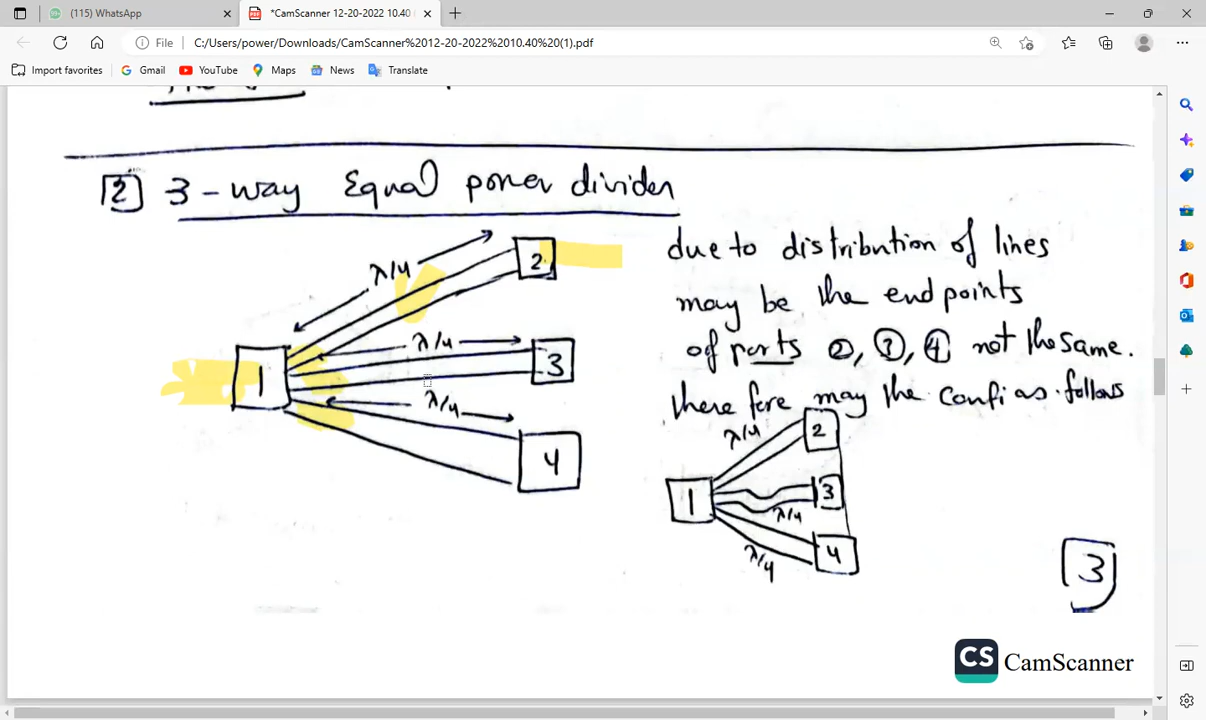 (115) WhatsApp
*CamScanner 12-20-2022 10.40
File C:/Users/power/Downloads/CamScanner%2012-20-2022%2010.40%20(1).pdf
Import favorites Gmail YouTube Maps News Translate
2 3-way Equal power divider
λ/4 2
λ/4 3
1
λ/4 4
due to distribution of lines
may be the end points
of ports ②, ③, ④ not the same.
there fore may the config as follows
λ/4 2
1 3
λ/4
λ/4 4
3
CS CamScanner